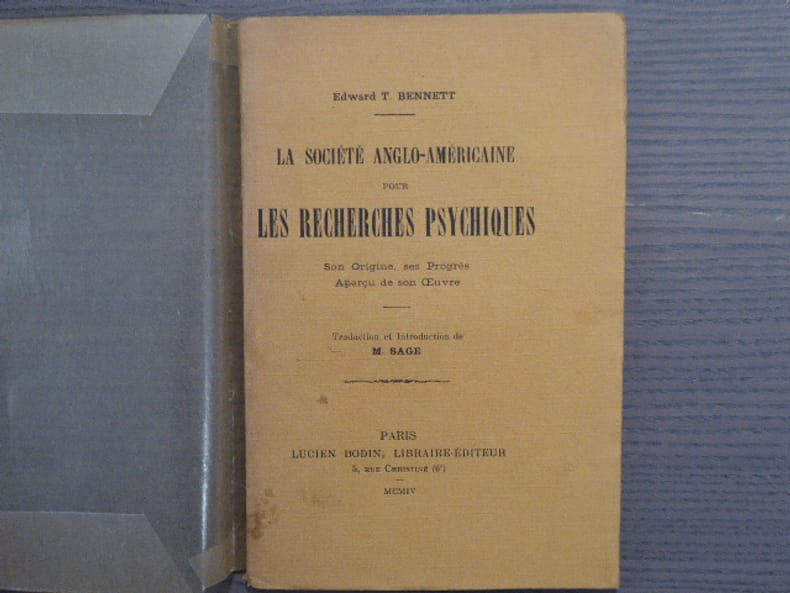 Edward T. BENNETT
LA SOCIÉTÉ ANGLO-AMÉRICAINE
POUR
LES RECHERCHES PSYCHIQUES
Son Origine, ses Progrès
Aperçu de son Œuvre
Traduction et Introduction de
M. SAGE
PARIS
LUCIEN BODIN, LIBRAIRE-ÉDITEUR
5, RUE CHRISTINE (6e)
MCMIV